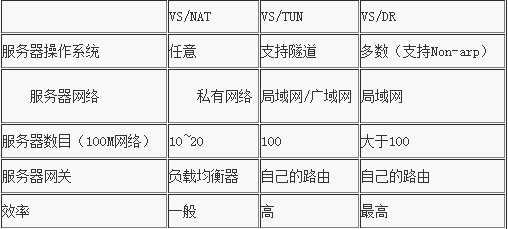 VS/NAT VS/TUN VS/DR
服务器操作系统 任意 支持隧道 多数（支持Non-arp）
服务器网络 私有网络 局域网/广域网 局域网
服务器数目（100M网络） 10~20 100 大于100
服务器网关 负载均衡器 自己的路由 自己的路由
效率 一般 高 最高